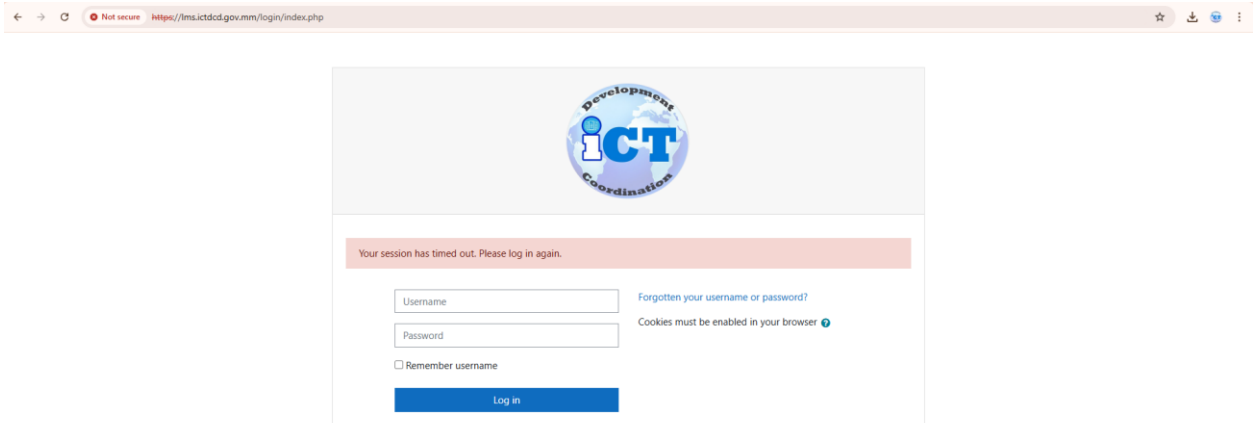 Not secure https://lms.ictdcd.gov.mm/login/index.php
Development
iCT
Coordination
Your session has timed out. Please log in again.
Username
Forgotten your username or password?
Cookies must be enabled in your browser
Password
Remember username
Log in